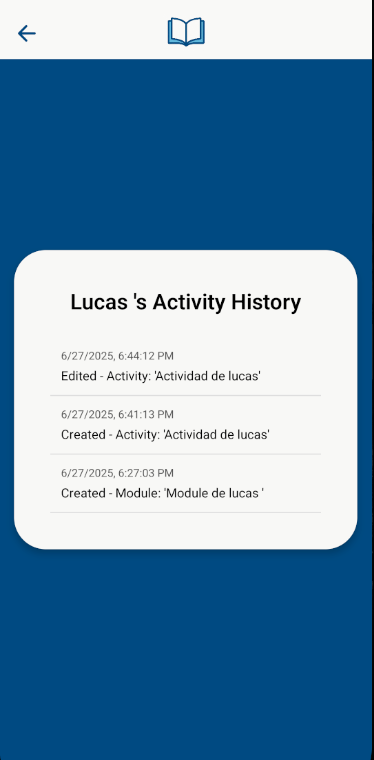 Lucas 's Activity History
6/27/2025, 6:44:12 PM
Edited - Activity: 'Actividad de lucas'
6/27/2025, 6:41:13 PM
Created - Activity: 'Actividad de lucas'
6/27/2025, 6:27:03 PM
Created - Module: 'Module de lucas '